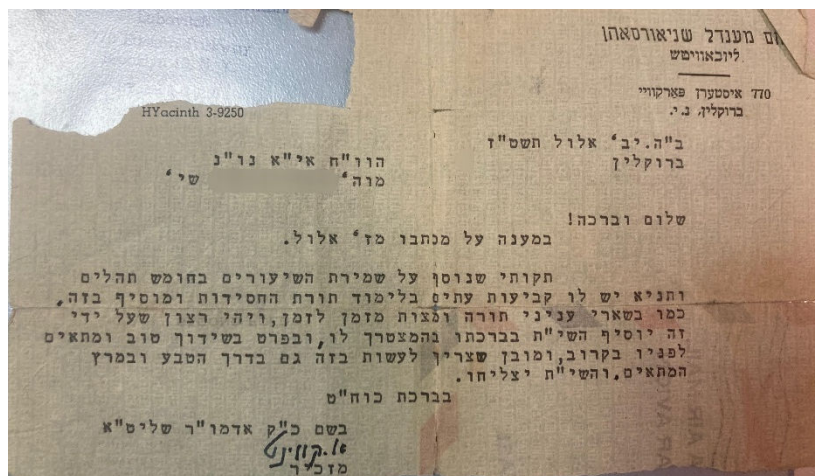 מענדל שניאורסאהן
ליובאוויטש
770 איסטערן פארקוויי
ברוקלין, נ. י.
HYacinth 3-9250
ב"ה. יב' אלול תשט"ז
ברוקלין
הוו"ח אי"א נו"נ
מוה' שי'
שלום וברכה!
במענה על מכתבו מז' אלול.
תקותי שנוסף על שמירת השיעורים בחומש תהלים
ותניא יש לו קביעות עתים בלימוד תורת החסידות ומוסיף בזה,
כמו בשארי עניני תורה ומצות מזמן לזמן, ויהי רצון שעל ידי
זה יוסיף השי"ת בברכתו בהמצטרך לו, ובפרט בשידוך טוב ומתאים
לפניו בקרוב, ומובן שצריך לעשות בזה גם בדרך הטבע ובמרץ
המתאים, והשי"ת יצליחו.
בברכת כוח"ט
בשם כ"ק אדמו"ר שליט"א
א. קווינט
מזכיר